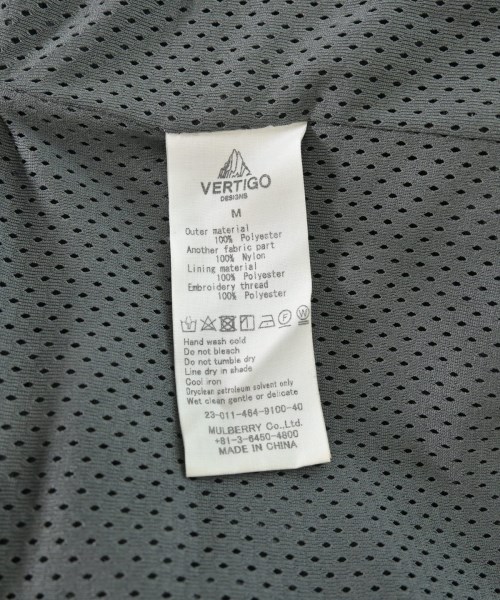 VERTIGO
DESIGNS
M
Outer material
100% Polyester
Another fabric part
100% Nylon
Lining material
100% Polyester
Embroidery thread
100% Polyester
F W
Hand wash cold
Do not bleach
Do not tumble dry
Line dry in shade
Cool iron
Dryclean petroleum solvent only
Wet clean gentle or delicate
23-011-464-9100-40
MULBERRY Co.,Ltd.
+81-3-6450-4800
MADE IN CHINA